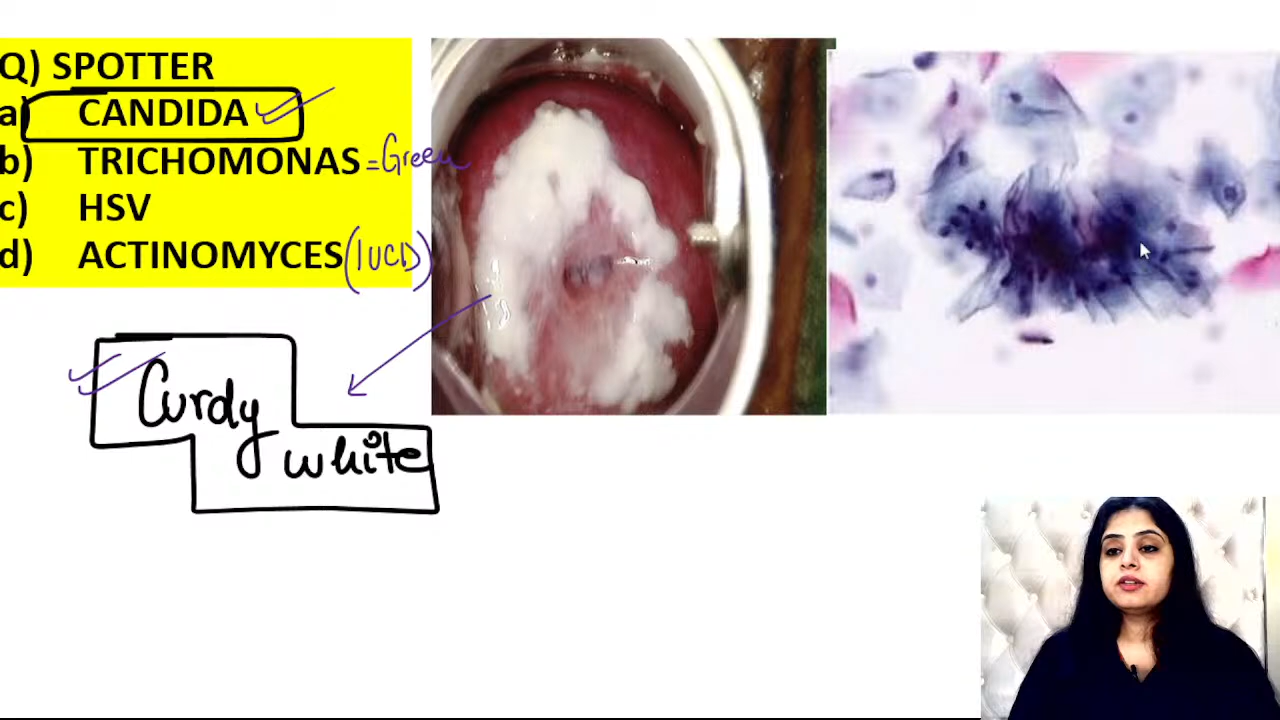 Q) SPOTTER
a) CANDIDA
b) TRICHOMONAS =Green
c) HSV
d) ACTINOMYCES (IUCD)
Curdy
white